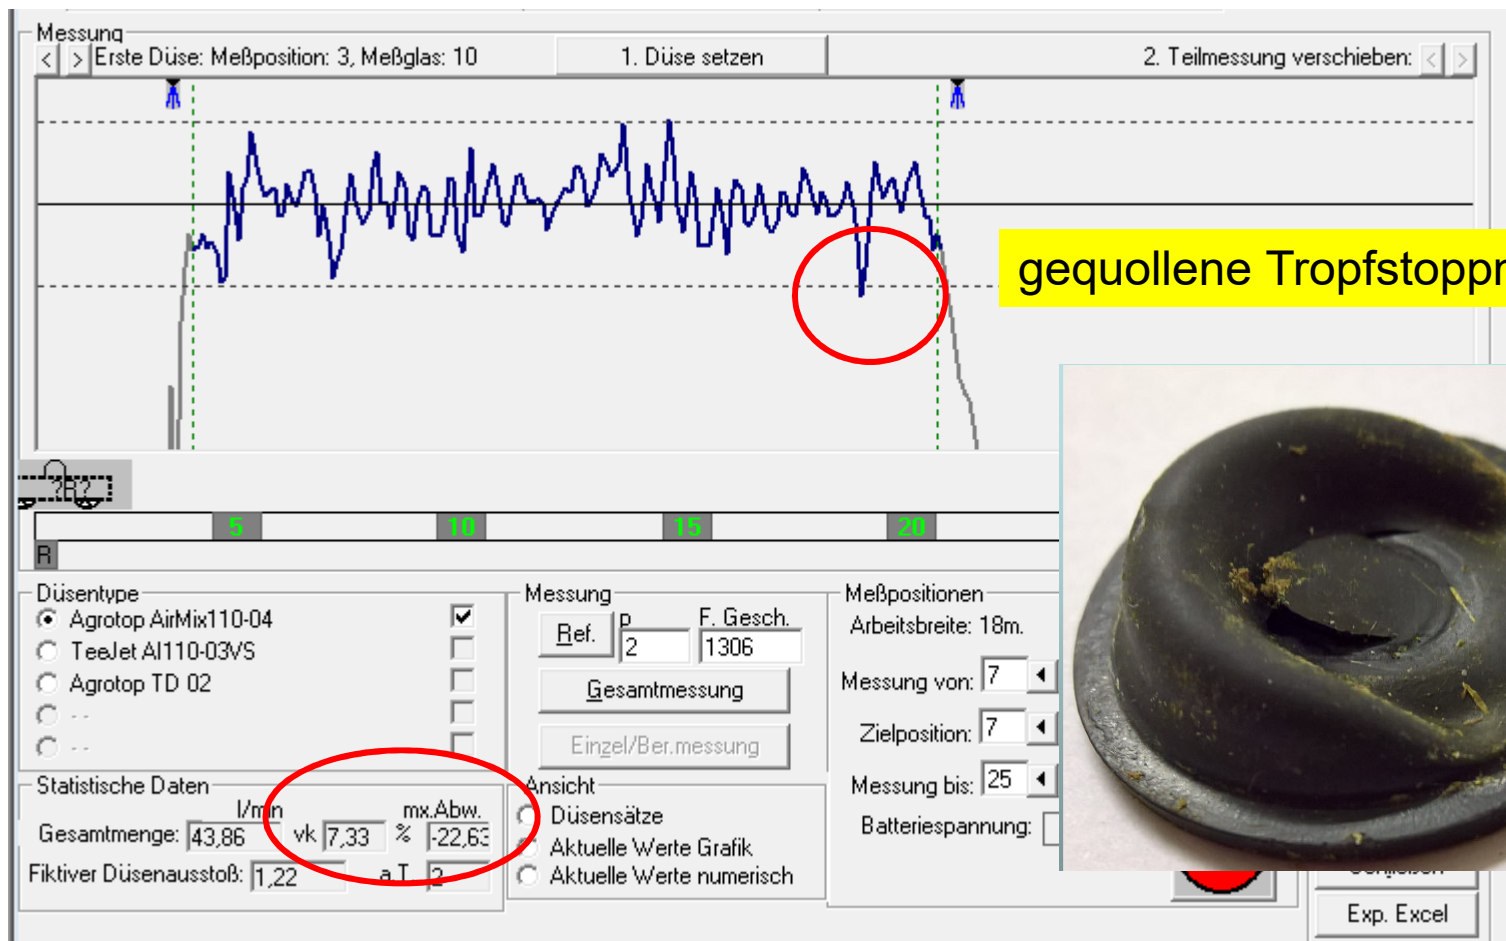 Messung
< > Erste Düse: Meßposition: 3, Meßglas: 10 1. Düse setzen 2. Teilmessung verschieben: < >
gequollene Tropfstoppm
?R?
5 10 15 20
R
Düsentype
Agrotop AirMix110-04
TeeJet AI110-03VS
Agrotop TD 02
- -
- -
Messung
Ref. p F. Gesch.
2 1306
Gesamtmessung
Einzel/Ber.messung
Meßpositionen
Arbeitsbreite: 18m.
Messung von: 7
Zielposition: 7
Messung bis: 25
Batteriespannung:
Statistische Daten
l/min mx.Abw.
Gesamtmenge: 43,86 vk 7,33 % -22,63
Fiktiver Düsenausstoß: 1,22 a.T. 2
Ansicht
Düsensätze
Aktuelle Werte Grafik
Aktuelle Werte numerisch
Exp. Excel